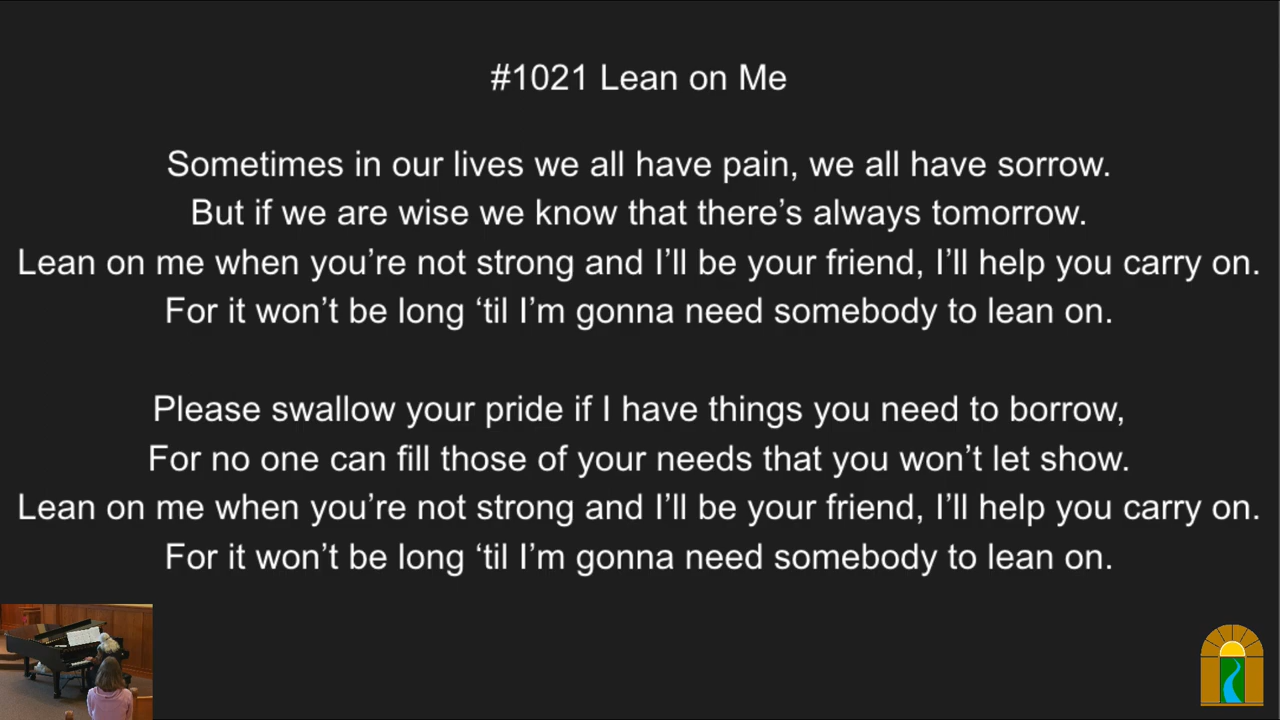 #1021 Lean on Me
Sometimes in our lives we all have pain, we all have sorrow.
But if we are wise we know that there’s always tomorrow.
Lean on me when you’re not strong and I’ll be your friend, I’ll help you carry on.
For it won’t be long ‘til I’m gonna need somebody to lean on.
Please swallow your pride if I have things you need to borrow,
For no one can fill those of your needs that you won’t let show.
Lean on me when you’re not strong and I’ll be your friend, I’ll help you carry on.
For it won’t be long ‘til I’m gonna need somebody to lean on.